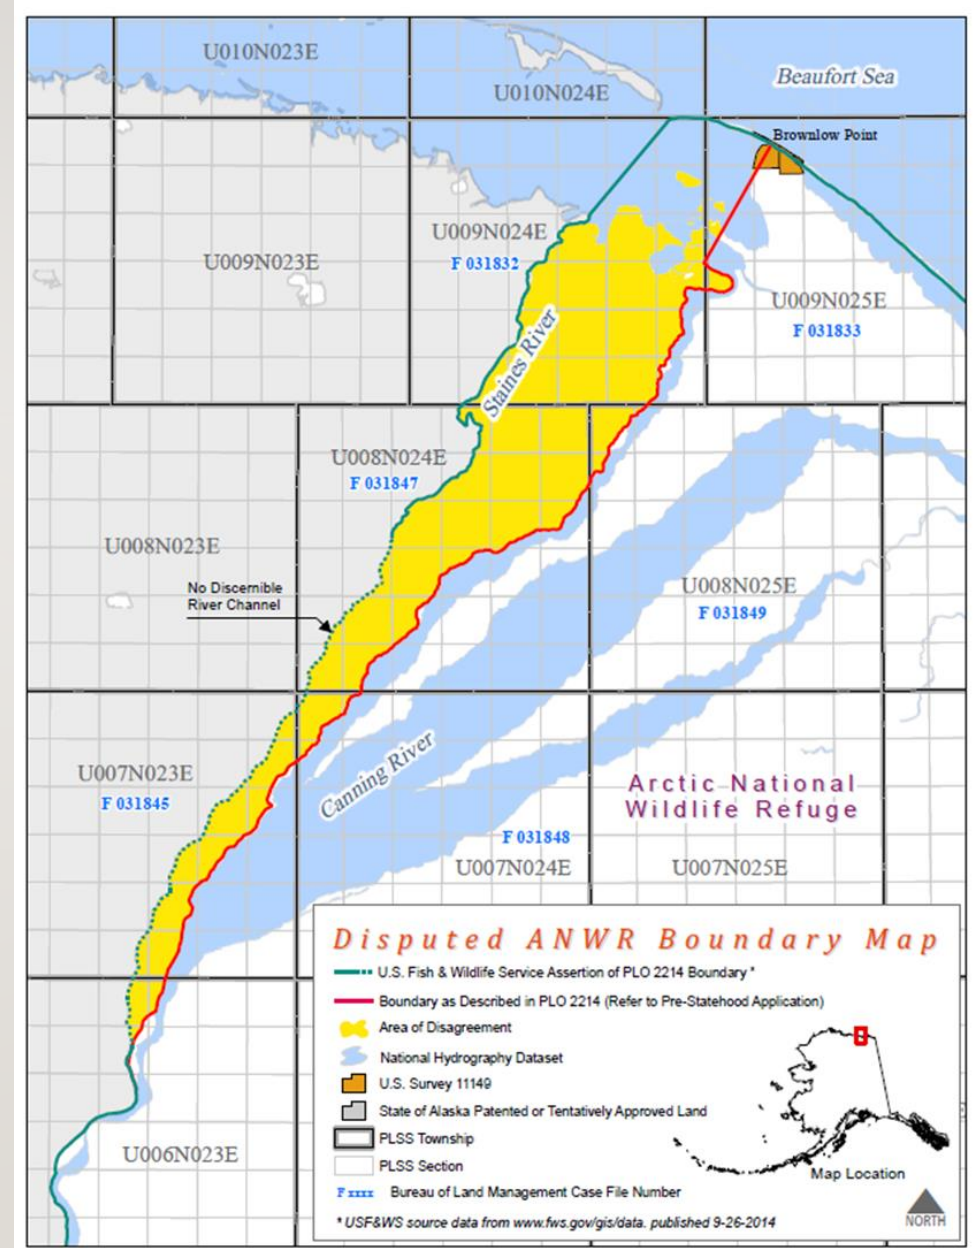 U010N023E
U010N024E
Beaufort Sea
Brownlow Point
U009N024E
F 031832
U009N023E
U009N025E
F 031833
Staines River
U008N024E
F 031847
U008N023E
No Discernible
River Channel
U008N025E
F 031849
U007N023E
F 031845
Canning River
Arctic National
Wildlife Refuge
F 031848
U007N024E
U007N025E
U006N023E
Disputed ANWR Boundary Map
U.S. Fish & Wildlife Service Assertion of PLO 2214 Boundary *
Boundary as Described in PLO 2214 (Refer to Pre-Statehood Application)
Area of Disagreement
National Hydrography Dataset
U.S. Survey 11149
State of Alaska Patented or Tentatively Approved Land
PLSS Township
PLSS Section
F xxxx Bureau of Land Management Case File Number
Map Location
NORTH
* USF&WS source data from www.fws.gov/gis/data. published 9-26-2014